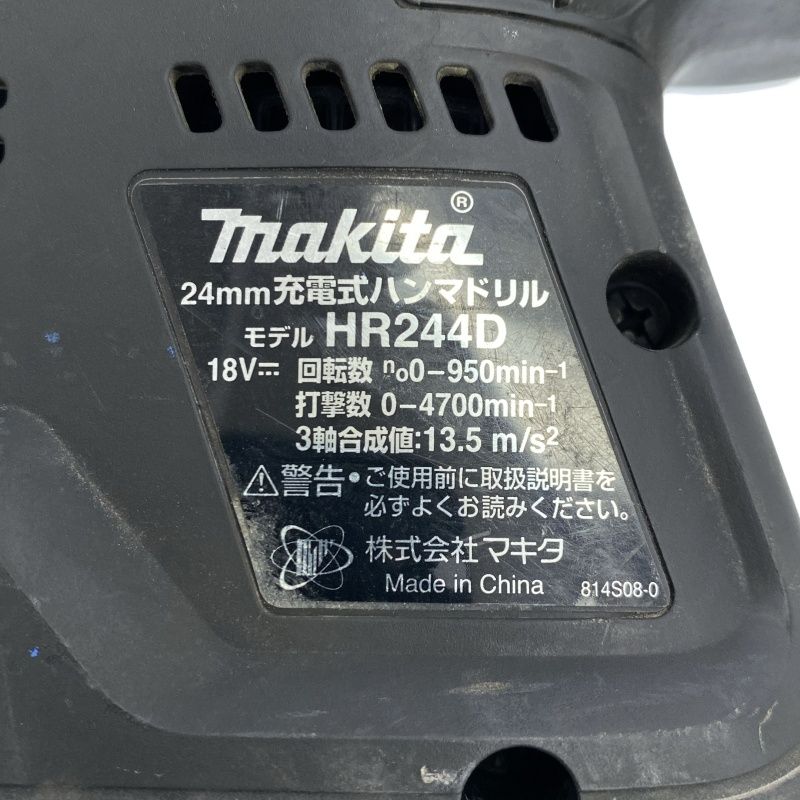 makita®
24mm充電式ハンマドリル
モデル HR244D
18V⎓ 回転数 n₀0-950min⁻¹
打撃数 0-4700min⁻¹
3軸合成値:13.5 m/s²
⚠警告・ご使用前に取扱説明書を
必ずよくお読みください。
株式会社マキタ
Made in China 814S08-0